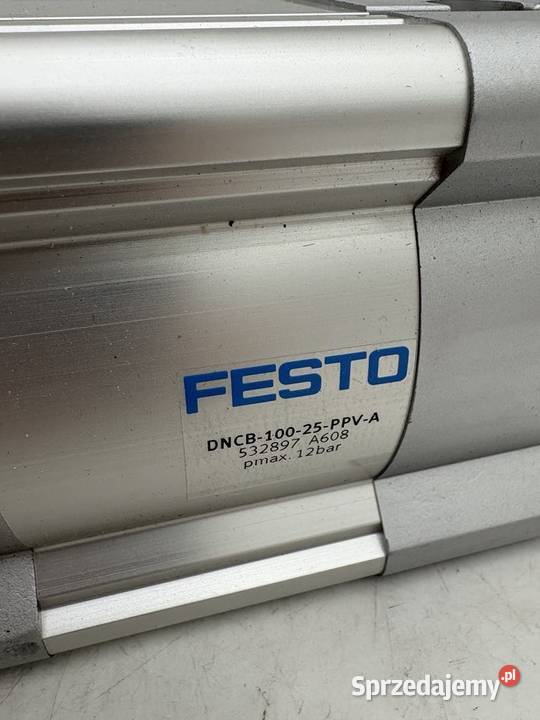 FESTO
DNCB-100-25-PPV-A
532897 A608
pmax. 12bar
Sprzedajemy.pl